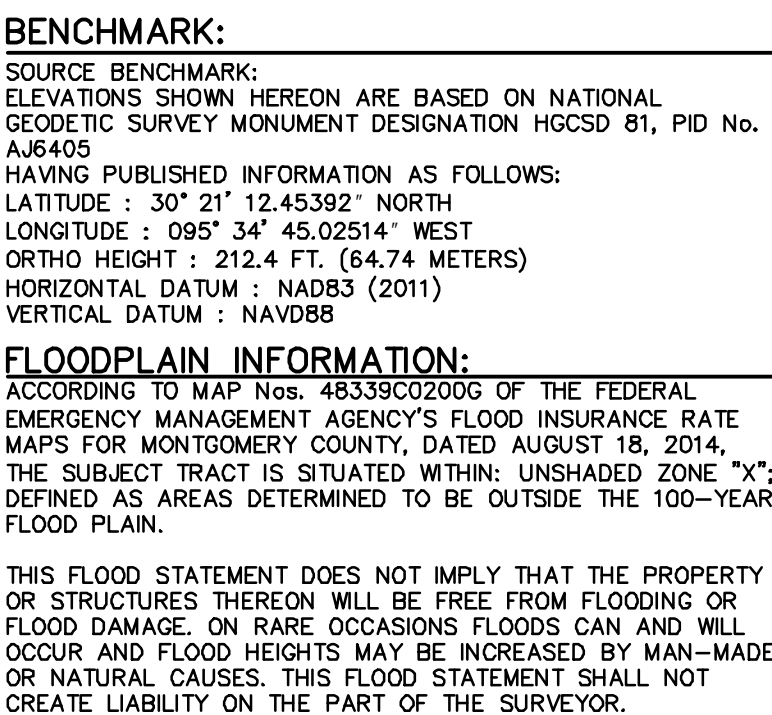 BENCHMARK:
SOURCE BENCHMARK:
ELEVATIONS SHOWN HEREON ARE BASED ON NATIONAL
GEODETIC SURVEY MONUMENT DESIGNATION HGCSD 81, PID No.
AJ6405
HAVING PUBLISHED INFORMATION AS FOLLOWS:
LATITUDE : 30° 21' 12.45392" NORTH
LONGITUDE : 095° 34' 45.02514" WEST
ORTHO HEIGHT : 212.4 FT. (64.74 METERS)
HORIZONTAL DATUM : NAD83 (2011)
VERTICAL DATUM : NAVD88
FLOODPLAIN INFORMATION:
ACCORDING TO MAP Nos. 48339C0200G OF THE FEDERAL
EMERGENCY MANAGEMENT AGENCY'S FLOOD INSURANCE RATE
MAPS FOR MONTGOMERY COUNTY, DATED AUGUST 18, 2014,
THE SUBJECT TRACT IS SITUATED WITHIN: UNSHADED ZONE "X";
DEFINED AS AREAS DETERMINED TO BE OUTSIDE THE 100-YEAR
FLOOD PLAIN.
THIS FLOOD STATEMENT DOES NOT IMPLY THAT THE PROPERTY
OR STRUCTURES THEREON WILL BE FREE FROM FLOODING OR
FLOOD DAMAGE. ON RARE OCCASIONS FLOODS CAN AND WILL
OCCUR AND FLOOD HEIGHTS MAY BE INCREASED BY MAN-MADE
OR NATURAL CAUSES. THIS FLOOD STATEMENT SHALL NOT
CREATE LIABILITY ON THE PART OF THE SURVEYOR.